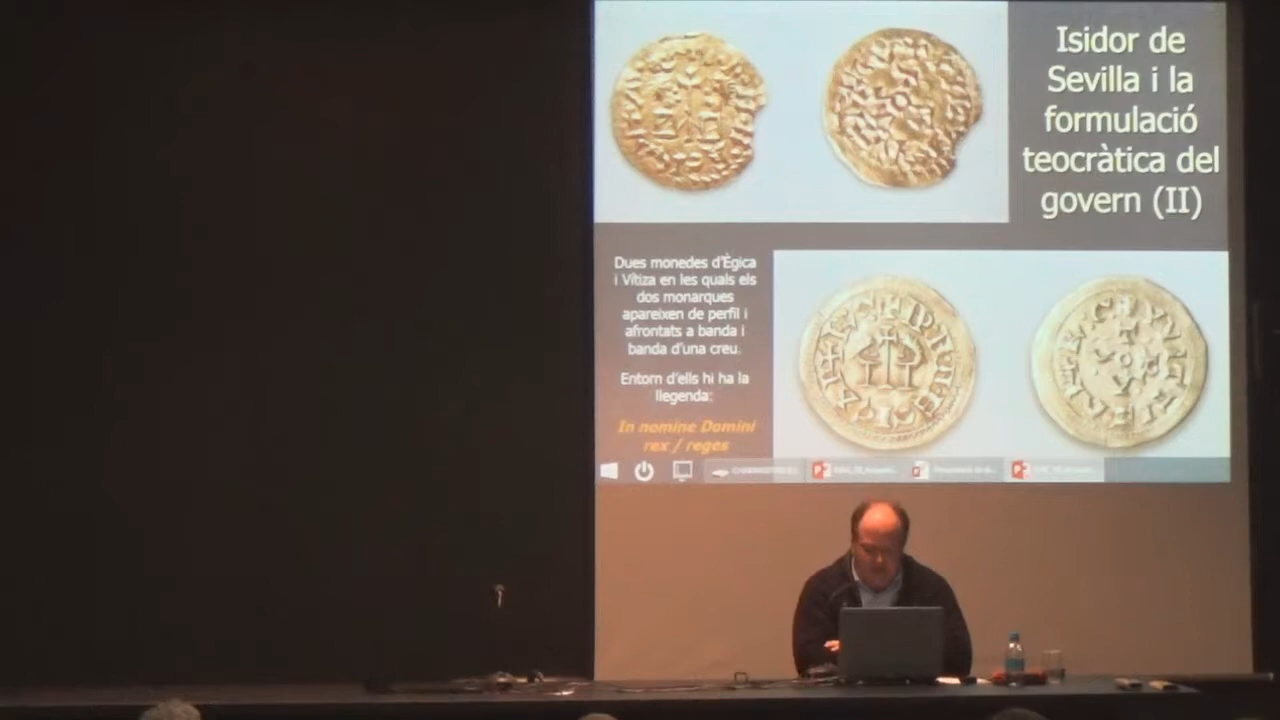 Isidor de
Sevilla i la
formulació
teocràtica del
govern (II)
Dues monedes d'Ègica
i Vítiza en les quals els
dos monarques
apareixen de perfil i
afrontats a banda i
banda d'una creu.
Entorn d'ells hi ha la
llegenda:
In nomine Domini
rex / reges